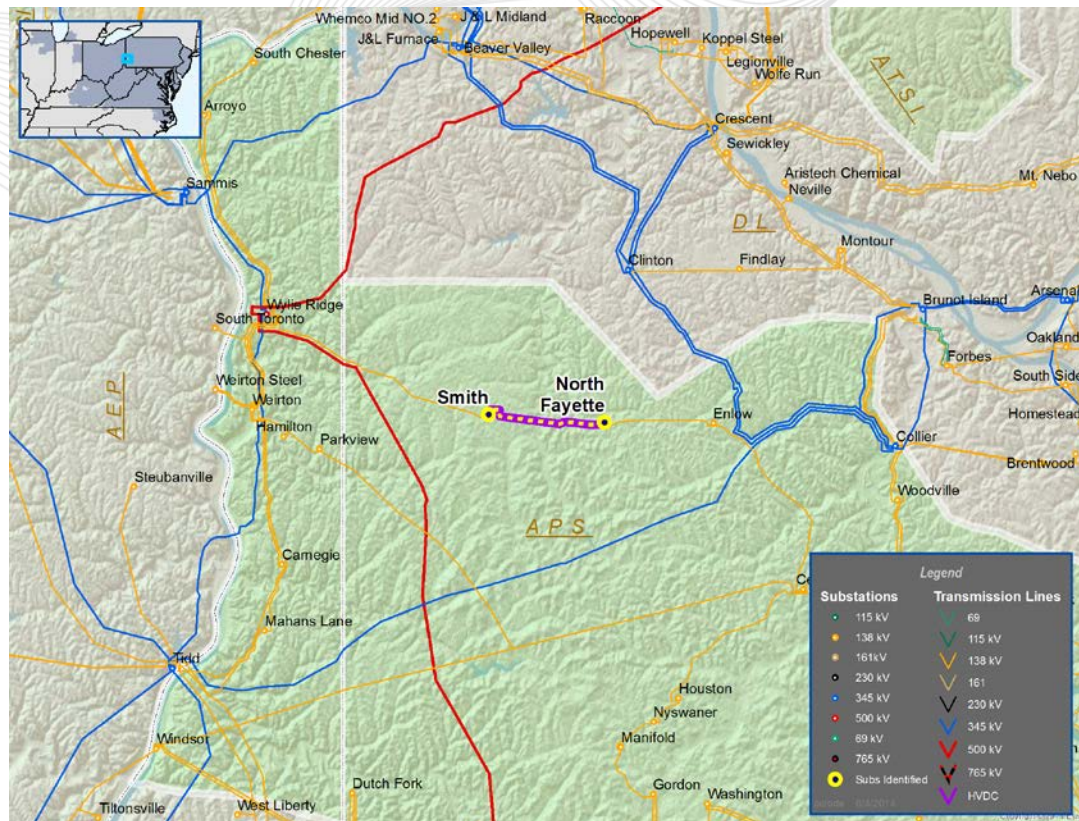 Whemco Mid NO.2
J & L Midland
Raccoon
J&L Furnace
Beaver Valley
Hopewell
Koppel Steel
Legionville
Wolfe Run
South Chester
ATSI
Arroyo
Crescent
Sewickley
Aristech Chemical
Neville
Mt. Nebo
Sammis
DL
Montour
Clinton
Findlay
Brunot Island
Arsenal
Wylie Ridge
South Toronto
Forbes
Oakland
South Side
Weirton Steel
Weirton
Smith
North
Fayette
Enlow
Homestead
AEP
Hamilton
Parkview
Collier
Brentwood
Steubanville
Woodville
APS
Carnegie
Mahans Lane
Tidd
Houston
Nyswaner
Manifold
Windsor
Dutch Fork
Gordon
Washington
Tiltonsville
West Liberty
Legend
Substations
115 kV
138 kV
161kV
230 kV
345 kV
500 kV
69 kV
765 kV
Subs Identified
Transmission Lines
69
115 kV
138 kV
161
230 kV
345 kV
500 kV
765 kV
HVDC